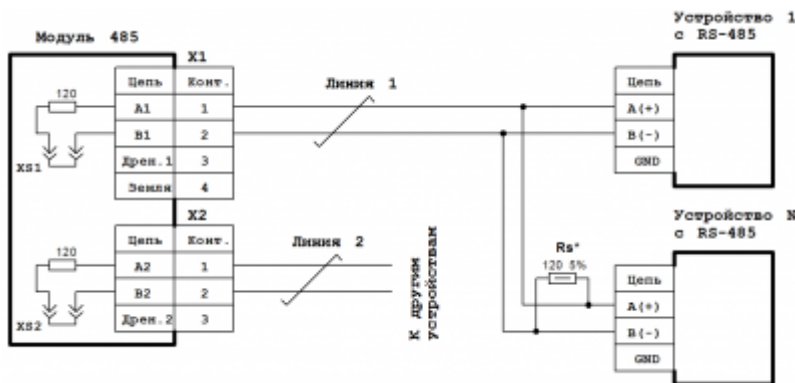 Модуль 485
X1
Цепь Конт.
A1 1
B1 2
Дрен.1 3
Земля 4
120
XS1
X2
Цепь Конт.
A2 1
B2 2
Дрен.2 3
120
XS2
Линия 1
Линия 2
К другим
устройствам
Устройство 1
с RS-485
Цепь
A(+)
B(-)
GND
Устройство N
с RS-485
Rs*
120 5%
Цепь
A(+)
B(-)
GND